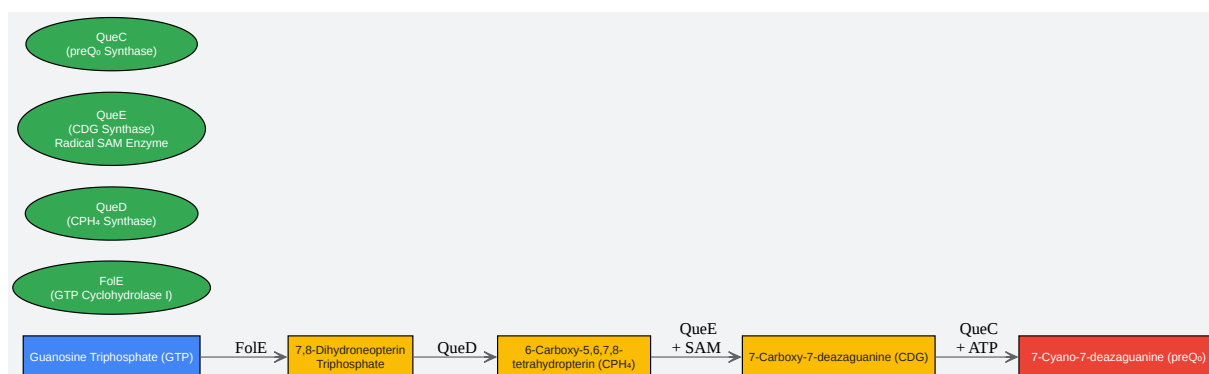 QueC
(preQ₀ Synthase)
QueE
(CDG Synthase)
Radical SAM Enzyme
QueD
(CPH₄ Synthase)
FolE
(GTP Cyclohydrolase I)
Guanosine Triphosphate (GTP)
FolE
7,8-Dihydroneopterin
Triphosphate
QueD
6-Carboxy-5,6,7,8-
tetrahydropterin (CPH₄)
QueE
+ SAM
7-Carboxy-7-deazaguanine (CDG)
QueC
+ ATP
7-Cyano-7-deazaguanine (preQ₀)